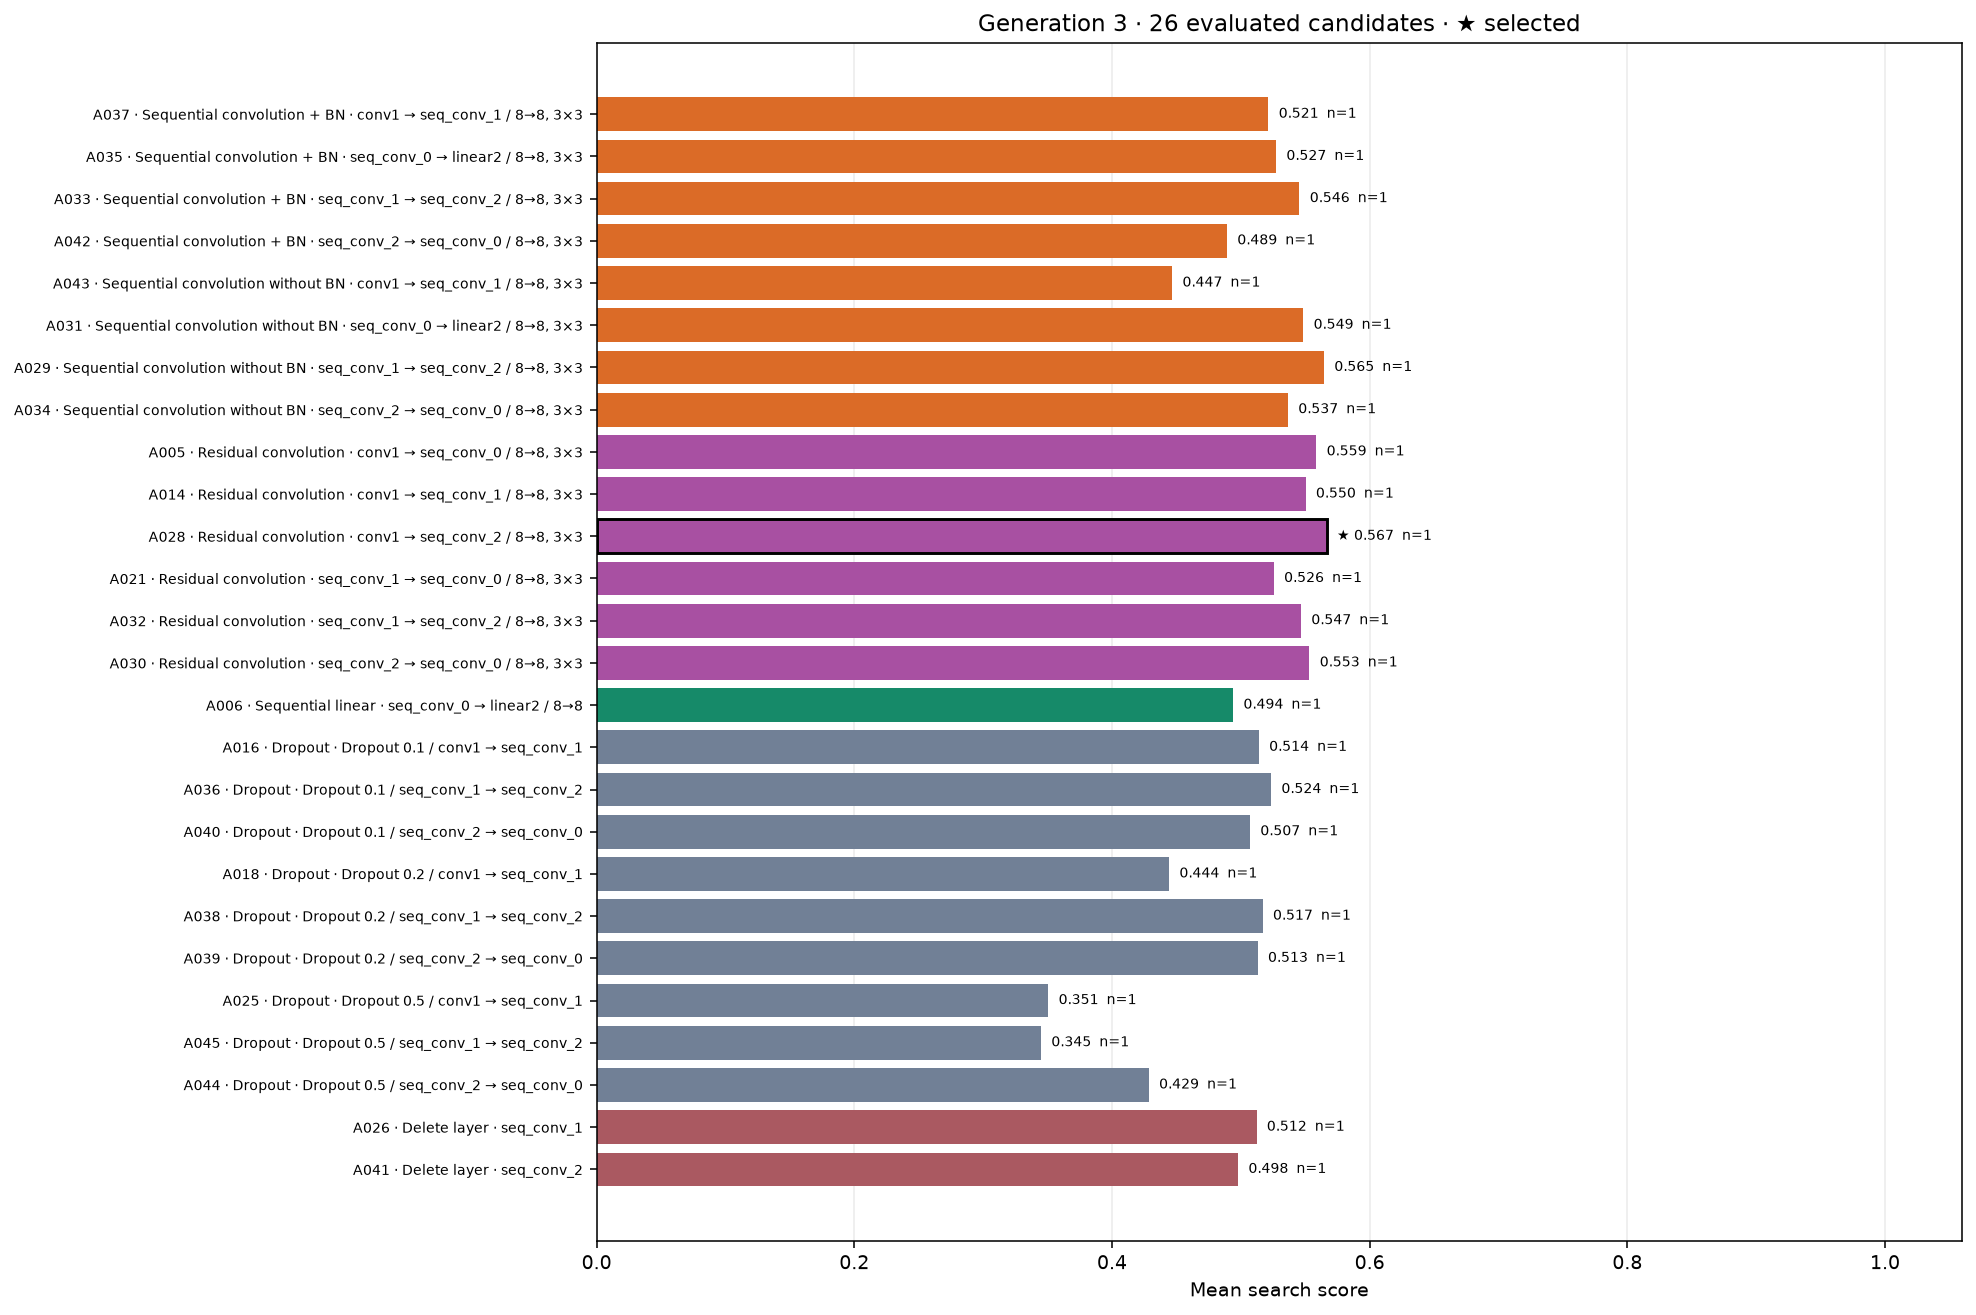 Generation 3 · 26 evaluated candidates · ★ selected
A037 · Sequential convolution + BN · conv1 → seq_conv_1 / 8→8, 3×3 0.521 n=1
A035 · Sequential convolution + BN · seq_conv_0 → linear2 / 8→8, 3×3 0.527 n=1
A033 · Sequential convolution + BN · seq_conv_1 → seq_conv_2 / 8→8, 3×3 0.546 n=1
A042 · Sequential convolution + BN · seq_conv_2 → seq_conv_0 / 8→8, 3×3 0.489 n=1
A043 · Sequential convolution without BN · conv1 → seq_conv_1 / 8→8, 3×3 0.447 n=1
A031 · Sequential convolution without BN · seq_conv_0 → linear2 / 8→8, 3×3 0.549 n=1
A029 · Sequential convolution without BN · seq_conv_1 → seq_conv_2 / 8→8, 3×3 0.565 n=1
A034 · Sequential convolution without BN · seq_conv_2 → seq_conv_0 / 8→8, 3×3 0.537 n=1
A005 · Residual convolution · conv1 → seq_conv_0 / 8→8, 3×3 0.559 n=1
A014 · Residual convolution · conv1 → seq_conv_1 / 8→8, 3×3 0.550 n=1
A028 · Residual convolution · conv1 → seq_conv_2 / 8→8, 3×3 ★ 0.567 n=1
A021 · Residual convolution · seq_conv_1 → seq_conv_0 / 8→8, 3×3 0.526 n=1
A032 · Residual convolution · seq_conv_1 → seq_conv_2 / 8→8, 3×3 0.547 n=1
A030 · Residual convolution · seq_conv_2 → seq_conv_0 / 8→8, 3×3 0.553 n=1
A006 · Sequential linear · seq_conv_0 → linear2 / 8→8 0.494 n=1
A016 · Dropout · Dropout 0.1 / conv1 → seq_conv_1 0.514 n=1
A036 · Dropout · Dropout 0.1 / seq_conv_1 → seq_conv_2 0.524 n=1
A040 · Dropout · Dropout 0.1 / seq_conv_2 → seq_conv_0 0.507 n=1
A018 · Dropout · Dropout 0.2 / conv1 → seq_conv_1 0.444 n=1
A038 · Dropout · Dropout 0.2 / seq_conv_1 → seq_conv_2 0.517 n=1
A039 · Dropout · Dropout 0.2 / seq_conv_2 → seq_conv_0 0.513 n=1
A025 · Dropout · Dropout 0.5 / conv1 → seq_conv_1 0.351 n=1
A045 · Dropout · Dropout 0.5 / seq_conv_1 → seq_conv_2 0.345 n=1
A044 · Dropout · Dropout 0.5 / seq_conv_2 → seq_conv_0 0.429 n=1
A026 · Delete layer · seq_conv_1 0.512 n=1
A041 · Delete layer · seq_conv_2 0.498 n=1
0.0 0.2 0.4 0.6 0.8 1.0
Mean search score